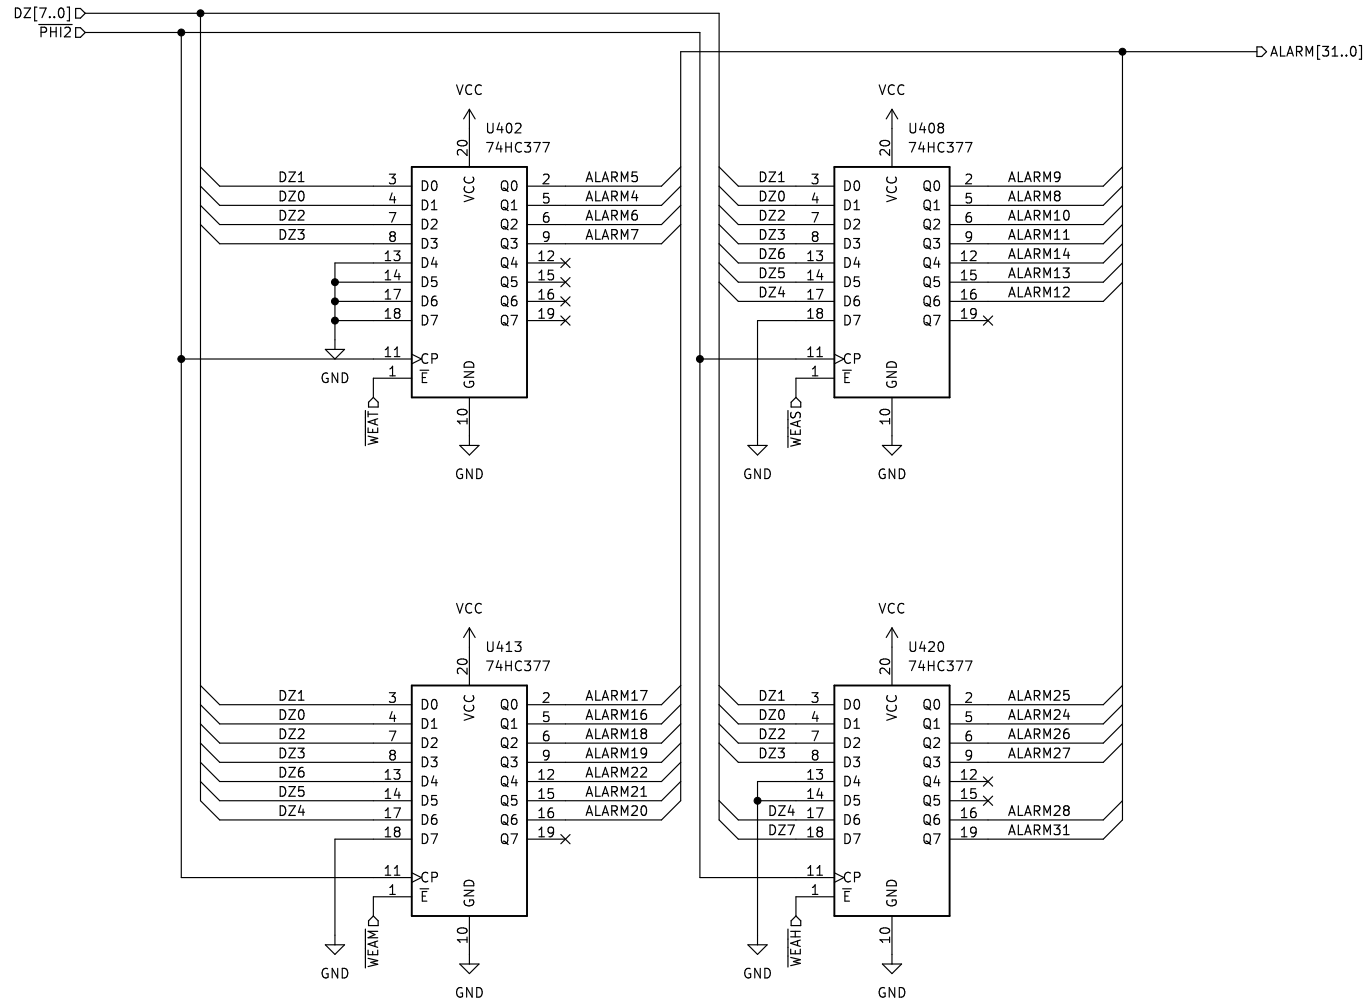 DZ[7..0]
PHI2
ALARM[31..0]
VCC
20
U402
74HC377
DZ1 3 D0 VCC Q0 2 ALARM5
DZ0 4 D1 Q1 5 ALARM4
DZ2 7 D2 Q2 6 ALARM6
DZ3 8 D3 Q3 9 ALARM7
13 D4 Q4 12
14 D5 Q5 15
17 D6 Q6 16
18 D7 Q7 19
11 CP
1 E GND
GND
WEAT
10
GND
VCC
20
U408
74HC377
DZ1 3 D0 VCC Q0 2 ALARM9
DZ0 4 D1 Q1 5 ALARM8
DZ2 7 D2 Q2 6 ALARM10
DZ3 8 D3 Q3 9 ALARM11
DZ6 13 D4 Q4 12 ALARM14
DZ5 14 D5 Q5 15 ALARM13
DZ4 17 D6 Q6 16 ALARM12
18 D7 Q7 19
11 CP
1 E GND
WEAS
10
GND
GND
VCC
20
U413
74HC377
DZ1 3 D0 VCC Q0 2 ALARM17
DZ0 4 D1 Q1 5 ALARM16
DZ2 7 D2 Q2 6 ALARM18
DZ3 8 D3 Q3 9 ALARM19
DZ6 13 D4 Q4 12 ALARM22
DZ5 14 D5 Q5 15 ALARM21
DZ4 17 D6 Q6 16 ALARM20
18 D7 Q7 19
11 CP
1 E GND
WEAM
10
GND
GND
VCC
20
U420
74HC377
DZ1 3 D0 VCC Q0 2 ALARM25
DZ0 4 D1 Q1 5 ALARM24
DZ2 7 D2 Q2 6 ALARM26
DZ3 8 D3 Q3 9 ALARM27
13 D4 Q4 12
14 D5 Q5 15
DZ4 17 D6 Q6 16 ALARM28
DZ7 18 D7 Q7 19 ALARM31
11 CP
1 E GND
WEAH
10
GND
GND